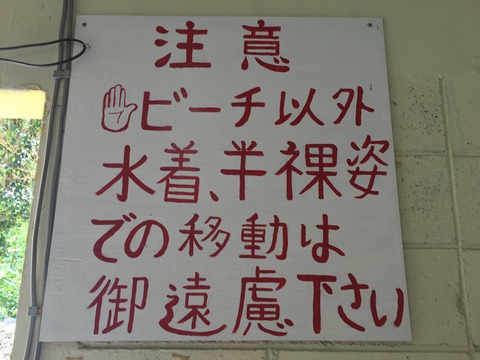 注意
ビーチ以外
水着、半裸姿
での移動は
御遠慮下さい